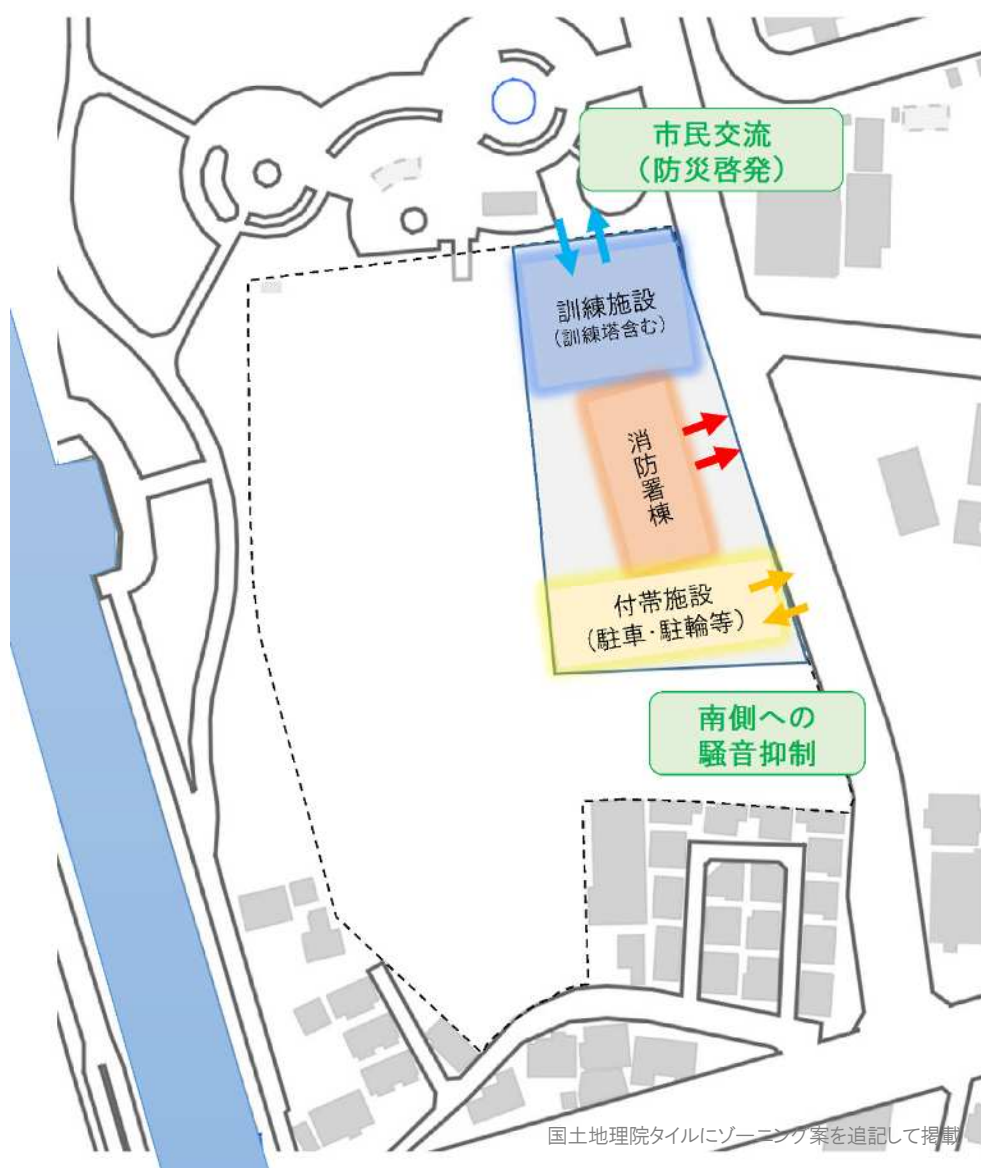 市民交流
（防災啓発）
訓練施設
（訓練塔含む）
消防署棟
付帯施設
（駐車・駐輪等）
南側への
騒音抑制
国土地理院タイルにゾーニング案を追記して掲載